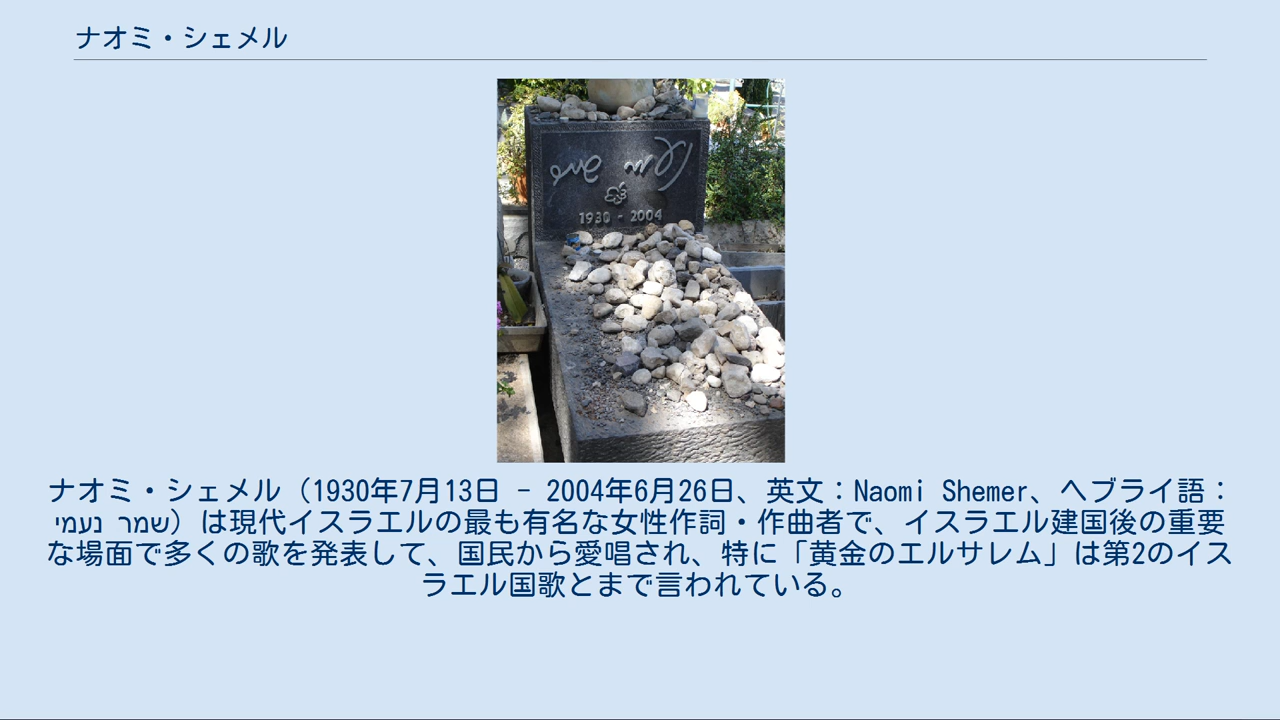 ナオミ・シェメル
1930 - 2004
ナオミ・シェメル（1930年7月13日 - 2004年6月26日、英文：Naomi Shemer、ヘブライ語：
שמר נעמי）は現代イスラエルの最も有名な女性作詞・作曲者で、イスラエル建国後の重要
な場面で多くの歌を発表して、国民から愛唱され、特に「黄金のエルサレム」は第2のイス
ラエル国歌とまで言われている。